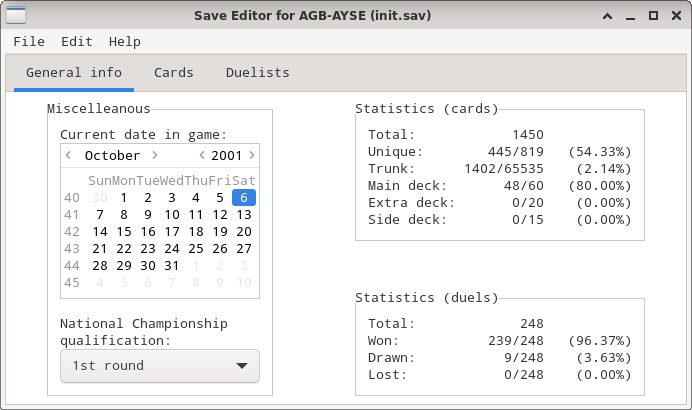 Save Editor for AGB-AYSE (init.sav)
File Edit Help
General info Cards Duelists
Miscelleanous
Current date in game:
October 2001
Sun Mon Tue Wed Thu Fri Sat
40 30 1 2 3 4 5 6
41 7 8 9 10 11 12 13
42 14 15 16 17 18 19 20
43 21 22 23 24 25 26 27
44 28 29 30 31 1 2 3
45 4 5 6 7 8 9 10
National Championship
qualification:
1st round
Statistics (cards)
Total: 1450
Unique: 445/819 (54.33%)
Trunk: 1402/65535 (2.14%)
Main deck: 48/60 (80.00%)
Extra deck: 0/20 (0.00%)
Side deck: 0/15 (0.00%)
Statistics (duels)
Total: 248
Won: 239/248 (96.37%)
Drawn: 9/248 (3.63%)
Lost: 0/248 (0.00%)